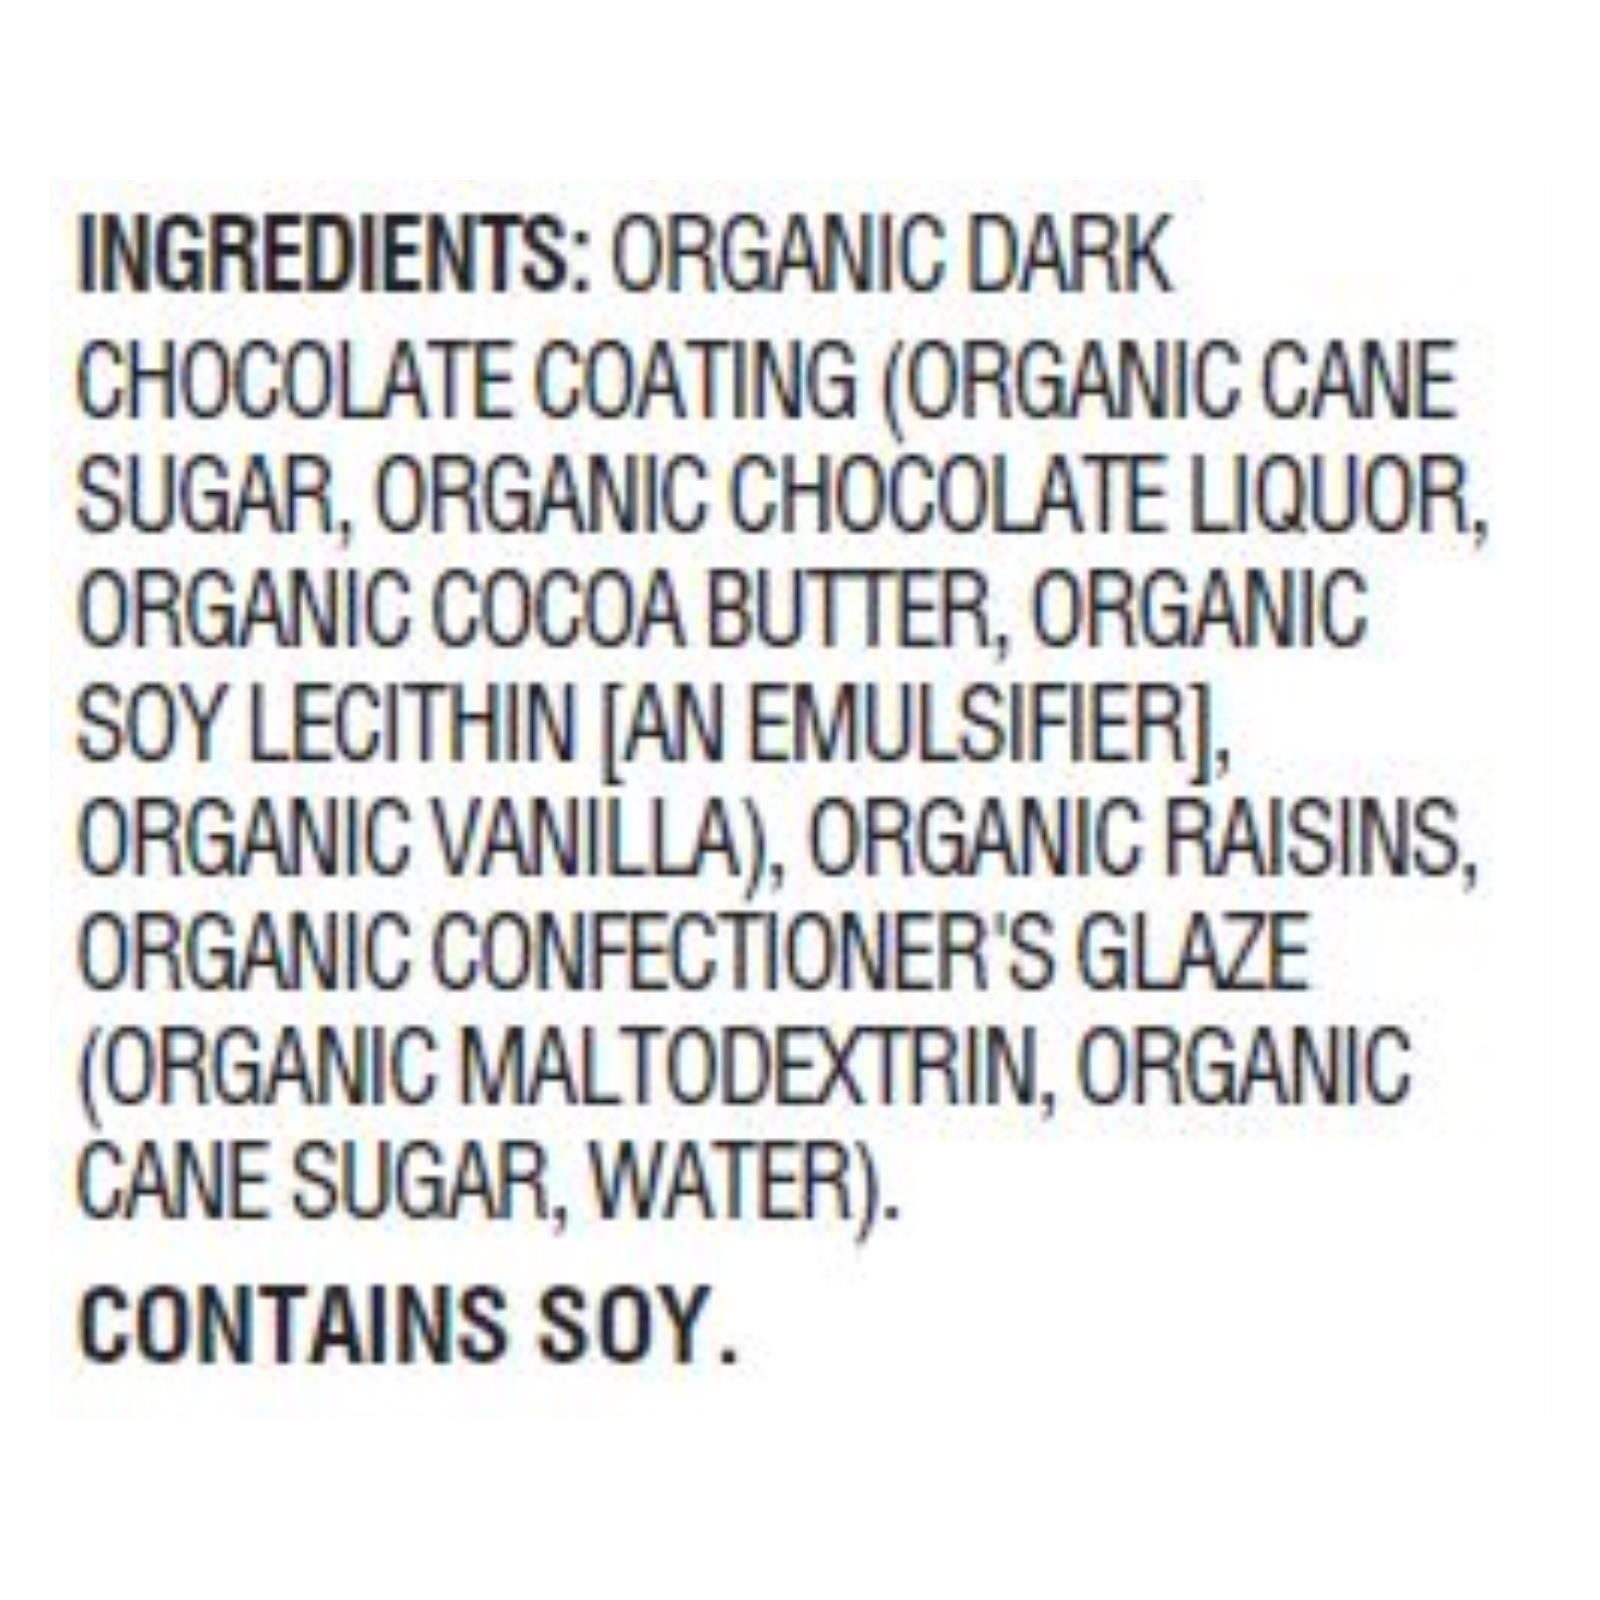 INGREDIENTS: ORGANIC DARK
CHOCOLATE COATING (ORGANIC CANE
SUGAR, ORGANIC CHOCOLATE LIQUOR,
ORGANIC COCOA BUTTER, ORGANIC
SOY LECITHIN [AN EMULSIFIER],
ORGANIC VANILLA), ORGANIC RAISINS,
ORGANIC CONFECTIONER'S GLAZE
(ORGANIC MALTODEXTRIN, ORGANIC
CANE SUGAR, WATER).
CONTAINS SOY.